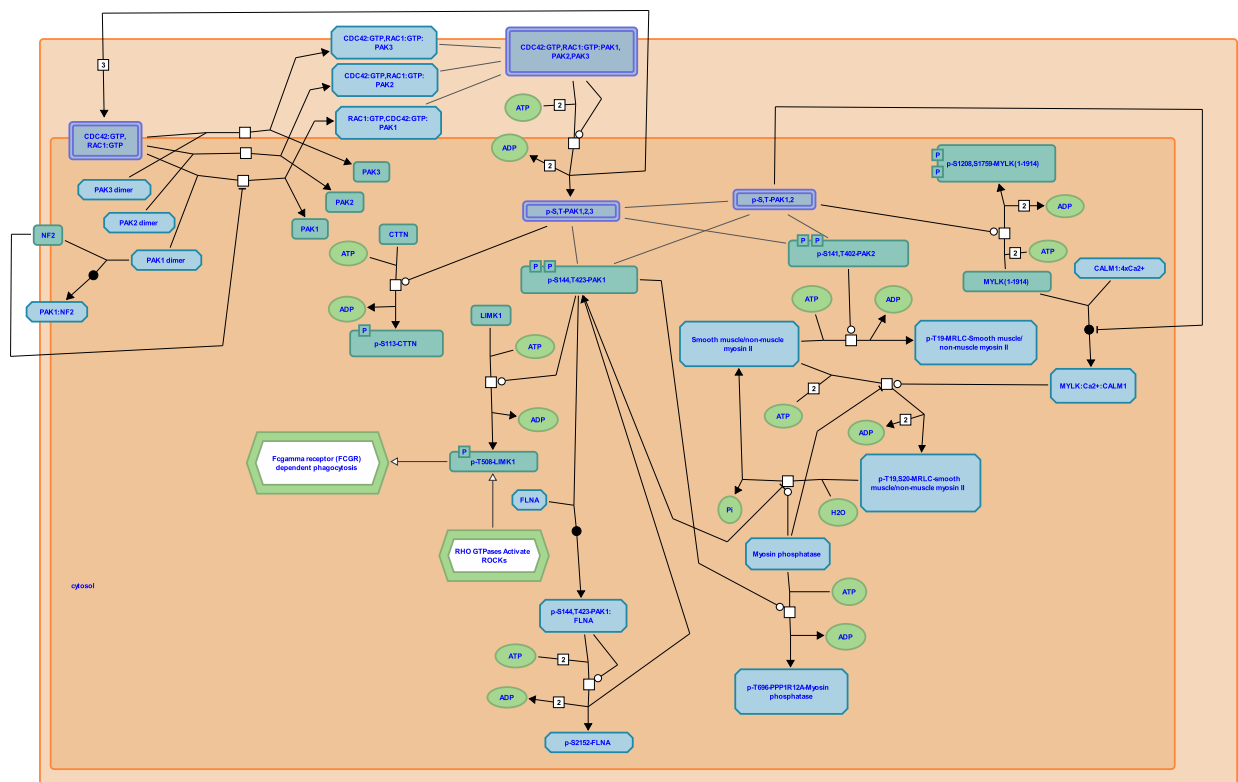 CDC42:GTP,RAC1:GTP:
PAK3
CDC42:GTP,RAC1:GTP:PAK1,
PAK2,PAK3
3
CDC42:GTP,RAC1:GTP:
PAK2
ATP
2
RAC1:GTP,CDC42:GTP:
PAK1
CDC42:GTP,
RAC1:GTP
ADP
2
P
P
p-S1208,S1759-MYLK(1-1914)
PAK3
PAK3 dimer
PAK2
p-S,T-PAK1,2
p-S,T-PAK1,2,3
2
ADP
PAK2 dimer
PAK1
NF2
CTTN
P
P
p-S141,T402-PAK2
ATP
2
ATP
PAK1 dimer
P
P
p-S144,T423-PAK1
MYLK(1-1914)
CALM1:4xCa2+
PAK1:NF2
ADP
LIMK1
ATP
ADP
P
p-S113-CTTN
Smooth muscle/non-muscle
myosin II
p-T19-MRLC-Smooth muscle/
non-muscle myosin II
ATP
2
MYLK:Ca2+:CALM1
ADP
ATP
2
ADP
P
p-T508-LIMK1
Fcgamma receptor (FCGR)
dependent phagocytosis
p-T19,S20-MRLC-smooth
muscle/non-muscle myosin II
FLNA
Pi
H2O
RHO GTPases Activate
ROCKs
Myosin phosphatase
cytosol
ATP
p-S144,T423-PAK1:
FLNA
ADP
ATP
2
ADP
2
p-T696-PPP1R12A-Myosin
phosphatase
p-S2152-FLNA